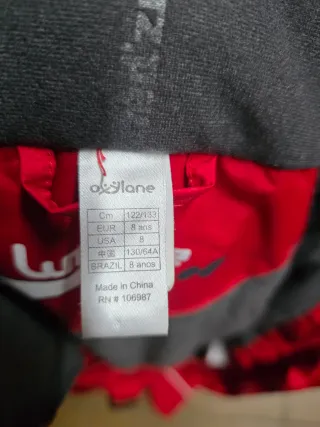 oxylane
Cm 122/133
EUR 8 ans
USA 8
中国 130/64A
BRAZIL 8 anos
Made in China
RN # 106987